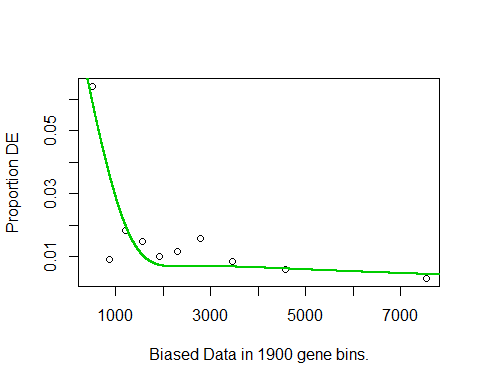 Proportion DE
0.05
0.03
0.01
1000 3000 5000 7000
Biased Data in 1900 gene bins.